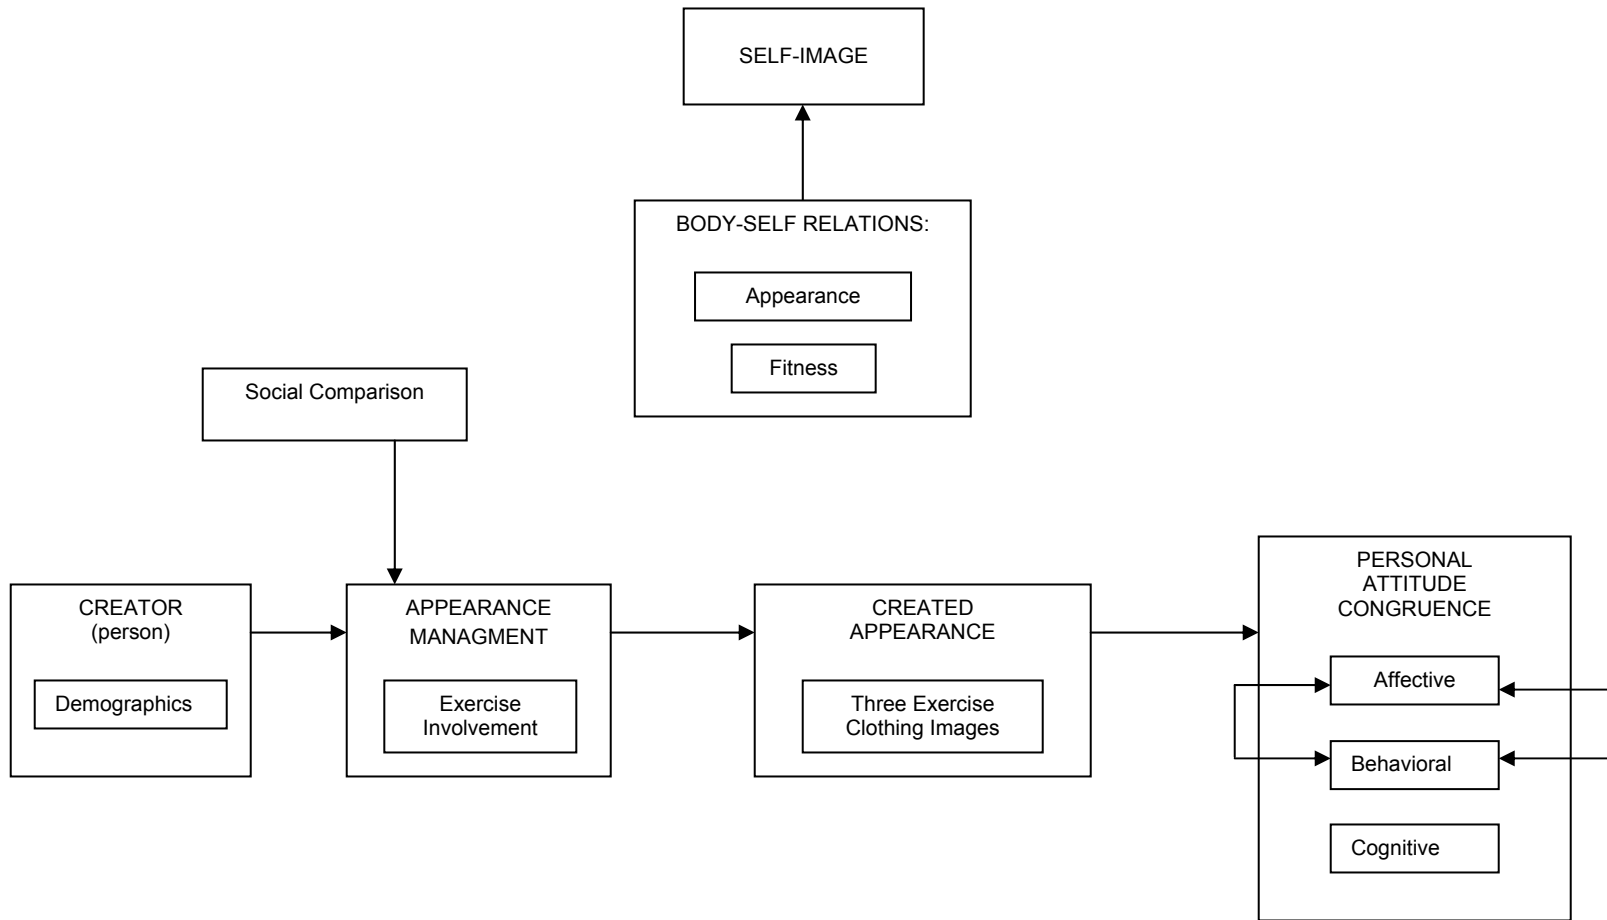 SELF-IMAGE
BODY-SELF RELATIONS:
Appearance
Fitness
Social Comparison
CREATOR
(person)
Demographics
APPEARANCE
MANAGMENT
Exercise
Involvement
CREATED
APPEARANCE
Three Exercise
Clothing Images
PERSONAL
ATTITUDE
CONGRUENCE
Affective
Behavioral
Cognitive